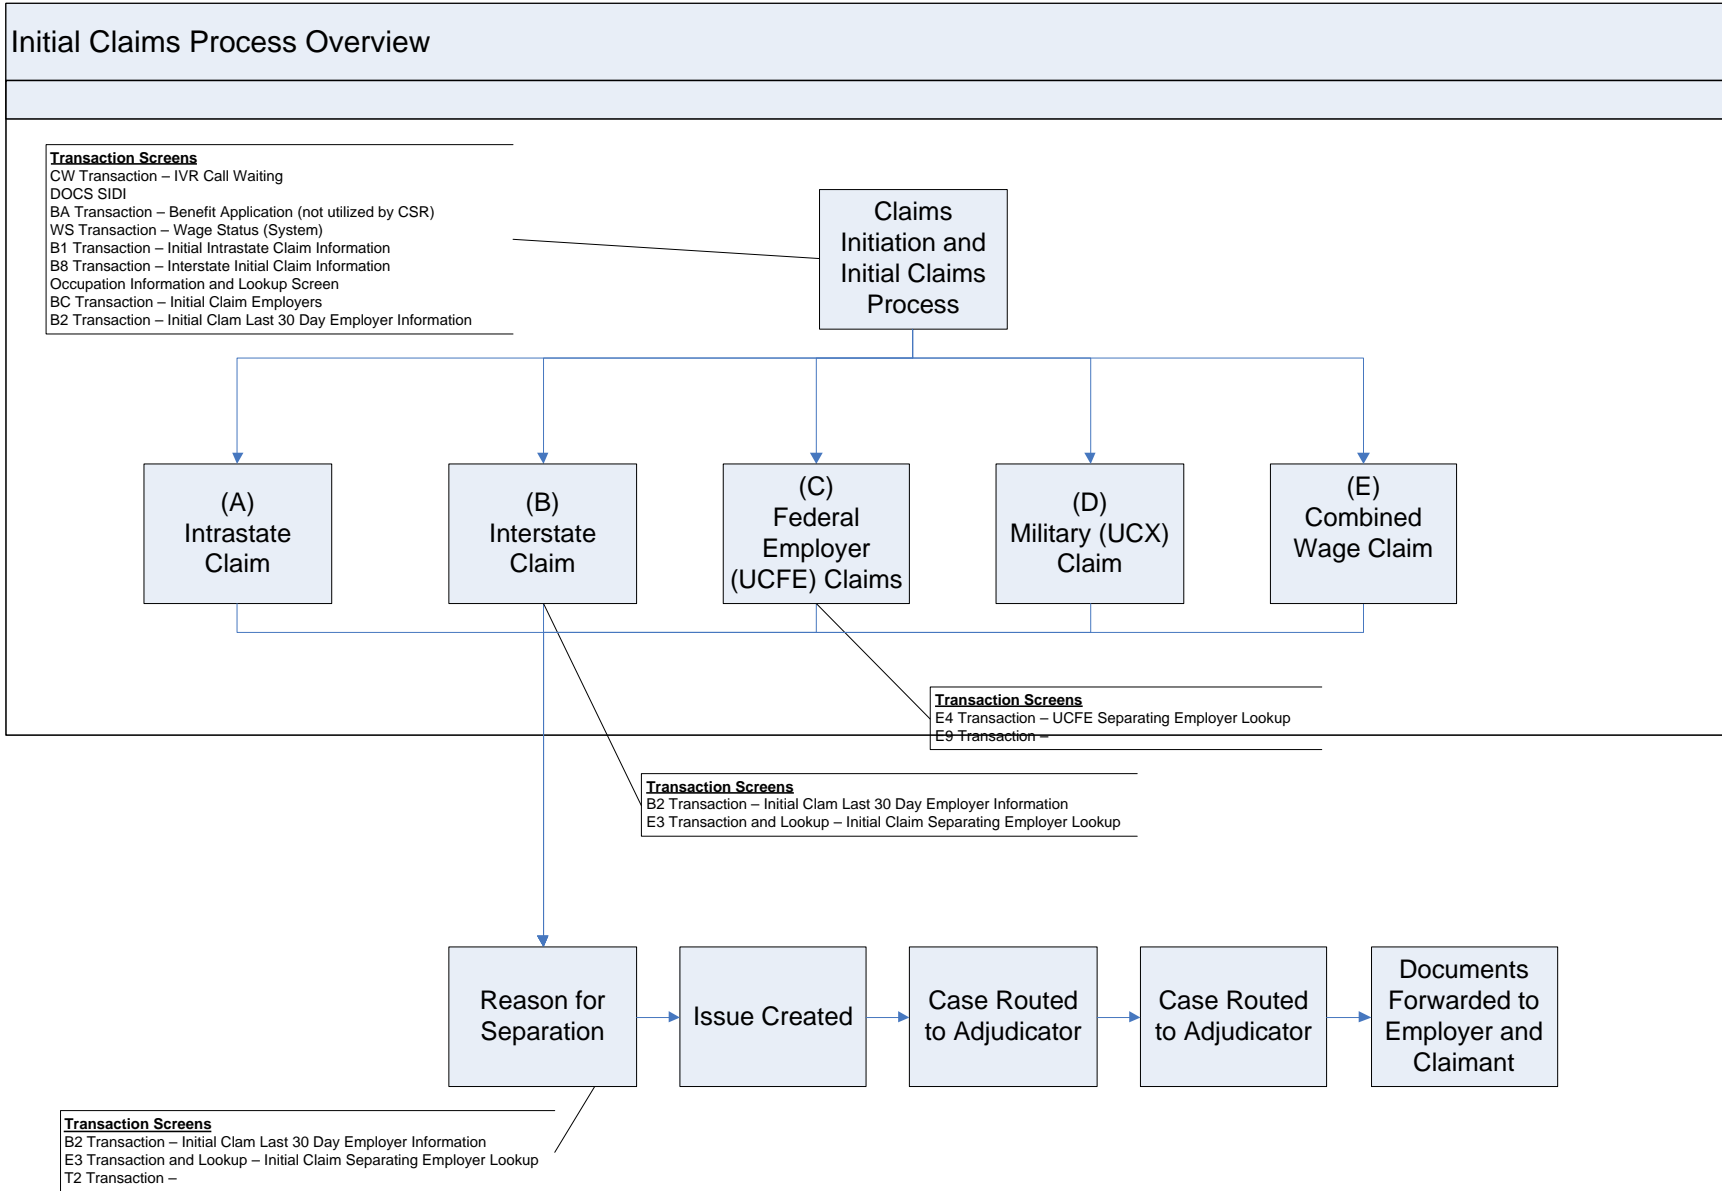 Initial Claims Process Overview
Transaction Screens
CW Transaction – IVR Call Waiting
DOCS SIDI
BA Transaction – Benefit Application (not utilized by CSR)
WS Transaction – Wage Status (System)
B1 Transaction – Initial Intrastate Claim Information
B8 Transaction – Interstate Initial Claim Information
Occupation Information and Lookup Screen
BC Transaction – Initial Claim Employers
B2 Transaction – Initial Clam Last 30 Day Employer Information
Claims
Initiation and
Initial Claims
Process
(A)
Intrastate
Claim
(B)
Interstate
Claim
(C)
Federal
Employer
(UCFE) Claims
(D)
Military (UCX)
Claim
(E)
Combined
Wage Claim
Transaction Screens
E4 Transaction – UCFE Separating Employer Lookup
E9 Transaction –
Transaction Screens
B2 Transaction – Initial Clam Last 30 Day Employer Information
E3 Transaction and Lookup – Initial Claim Separating Employer Lookup
Reason for
Separation
Issue Created
Case Routed
to Adjudicator
Case Routed
to Adjudicator
Documents
Forwarded to
Employer and
Claimant
Transaction Screens
B2 Transaction – Initial Clam Last 30 Day Employer Information
E3 Transaction and Lookup – Initial Claim Separating Employer Lookup
T2 Transaction –